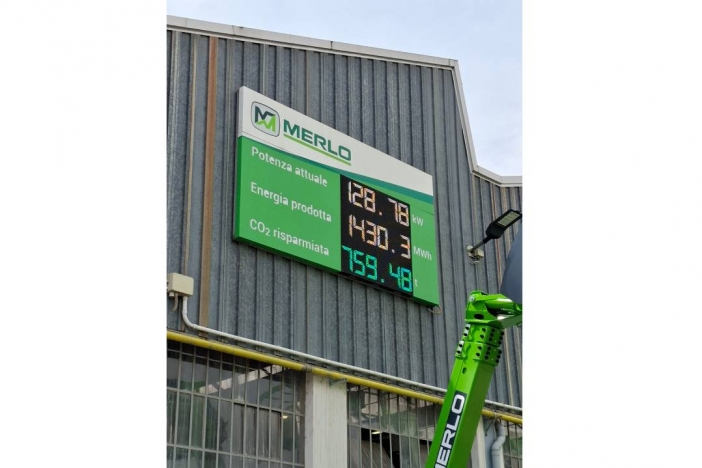 MERLO
Potenza attuale 128.78 kW
Energia prodotta 1430.3 MWh
CO₂ risparmiata 759.48 t
MERLO